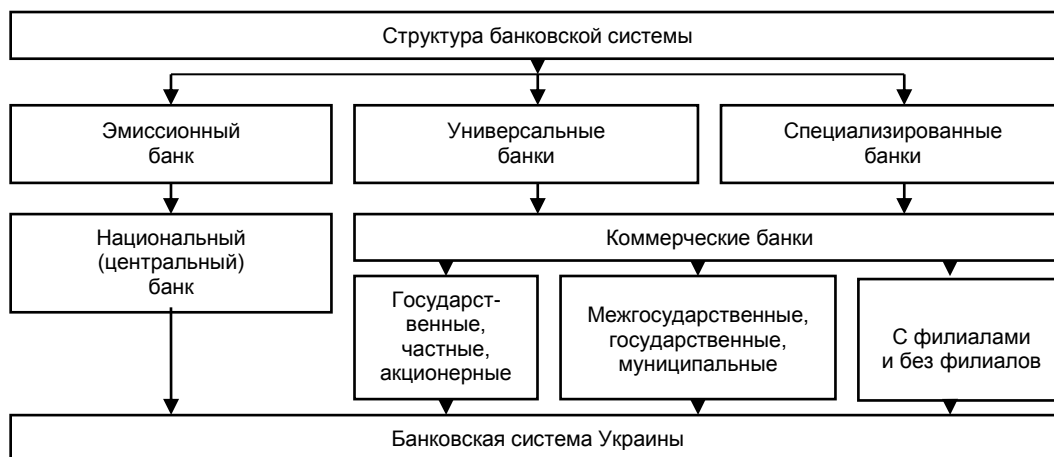 Структура банковской системы
Эмиссионный
банк
Универсальные
банки
Специализированные
банки
Национальный
(центральный)
банк
Коммерческие банки
Государст-
венные,
частные,
акционерные
Межгосударственные,
государственные,
муниципальные
С филиалами
и без филиалов
Банковская система Украины